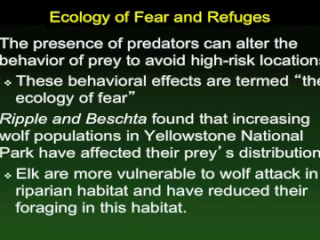 Ecology of Fear and Refuges
The presence of predators can alter the
behavior of prey to avoid high-risk locations
❖ These behavioral effects are termed “the
ecology of fear”
Ripple and Beschta found that increasing
wolf populations in Yellowstone National
Park have affected their prey’s distribution
❖ Elk are more vulnerable to wolf attack in
riparian habitat and have reduced their
foraging in this habitat.